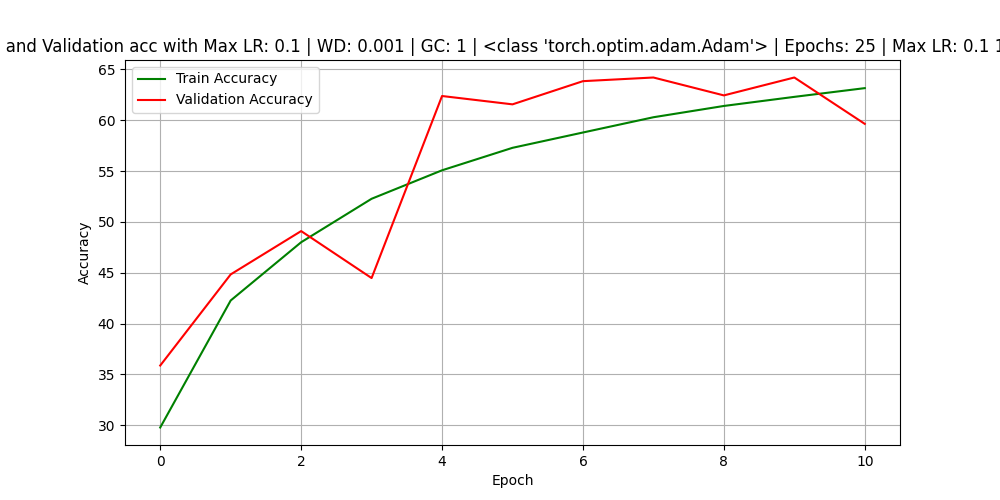 and Validation acc with Max LR: 0.1 | WD: 0.001 | GC: 1 | <class 'torch.optim.adam.Adam'> | Epochs: 25 | Max LR: 0.1 1
Train Accuracy
Validation Accuracy
Accuracy
65
60
55
50
45
40
35
30
0 2 4 6 8 10
Epoch